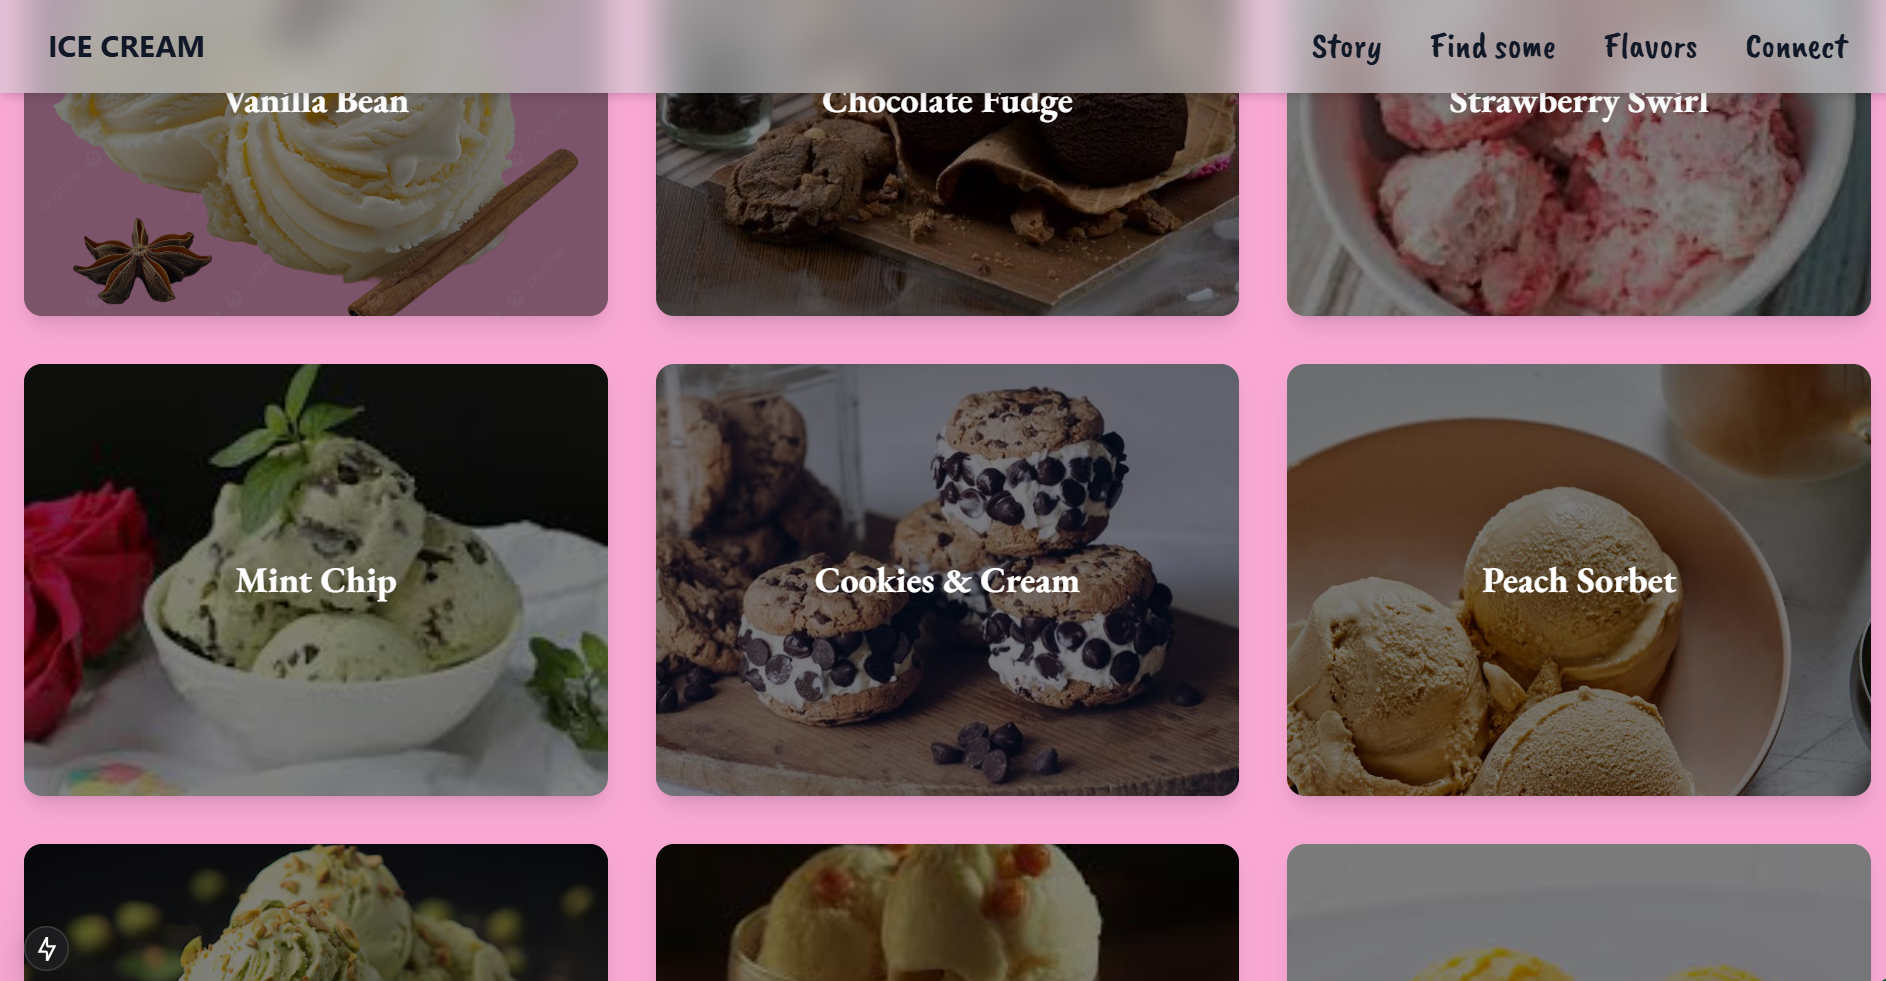 ICE CREAM
Story Find some Flavors Connect
Vanilla Bean
Chocolate Fudge
Strawberry Swirl
Mint Chip
Cookies & Cream
Peach Sorbet